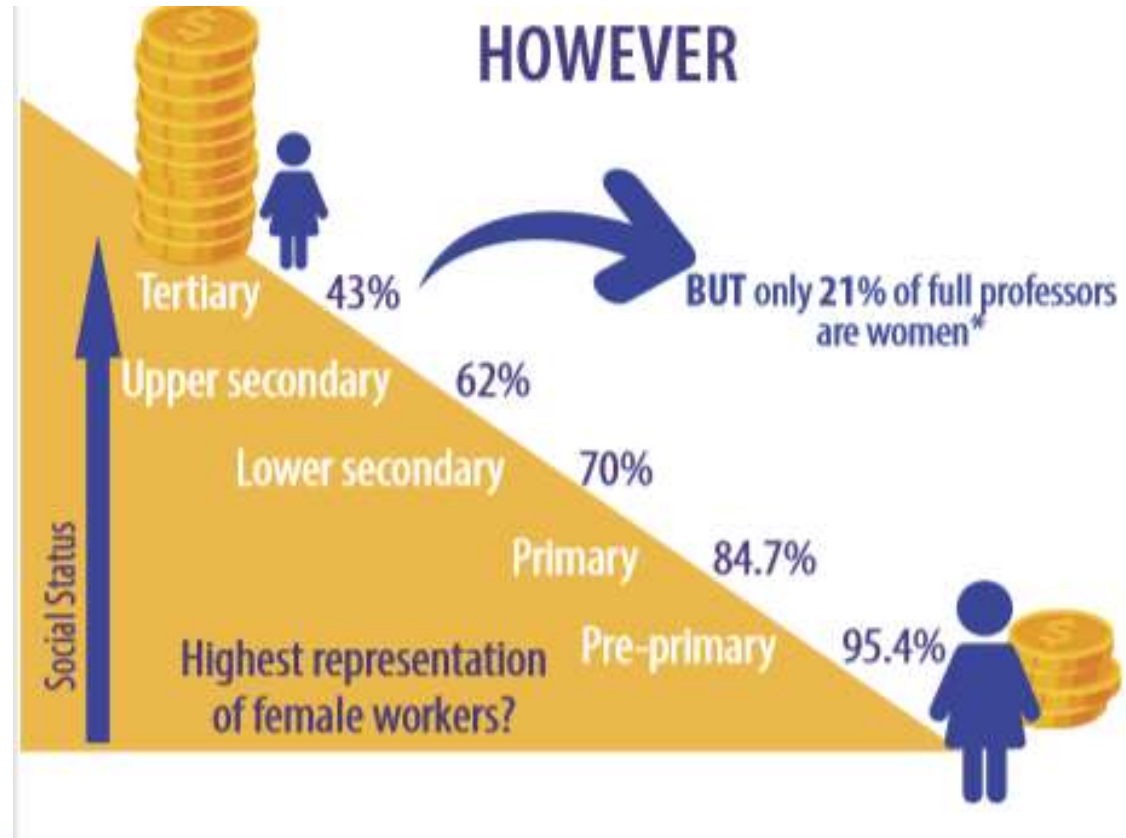 HOWEVER
Tertiary 43%
BUT only 21% of full professors
are women*
Upper secondary 62%
Lower secondary 70%
Primary 84.7%
Pre-primary 95.4%
Social Status
Highest representation
of female workers?